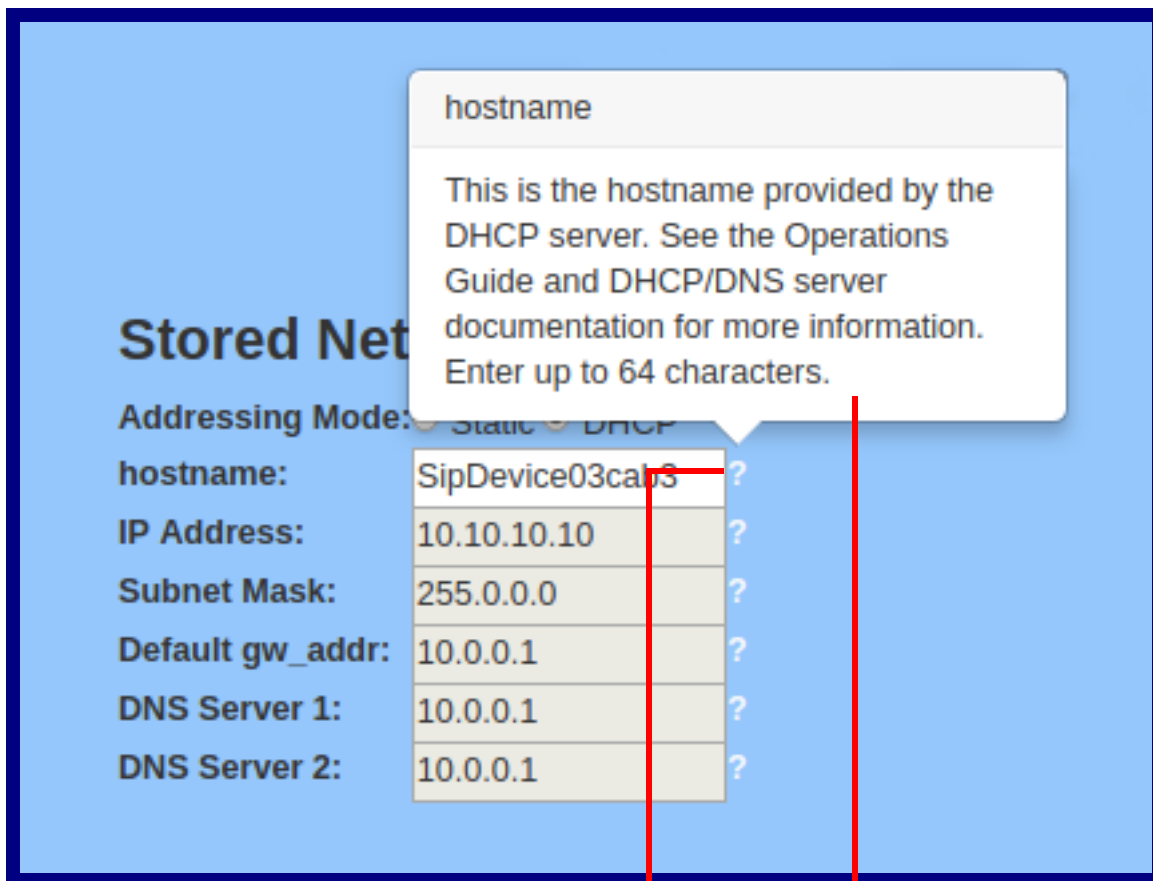 hostname
This is the hostname provided by the
DHCP server. See the Operations
Guide and DHCP/DNS server
documentation for more information.
Enter up to 64 characters.
Stored Net
Addressing Mode: Static DHCP
hostname: SipDevice03cab3 ?
IP Address: 10.10.10.10 ?
Subnet Mask: 255.0.0.0 ?
Default gw_addr: 10.0.0.1 ?
DNS Server 1: 10.0.0.1 ?
DNS Server 2: 10.0.0.1 ?